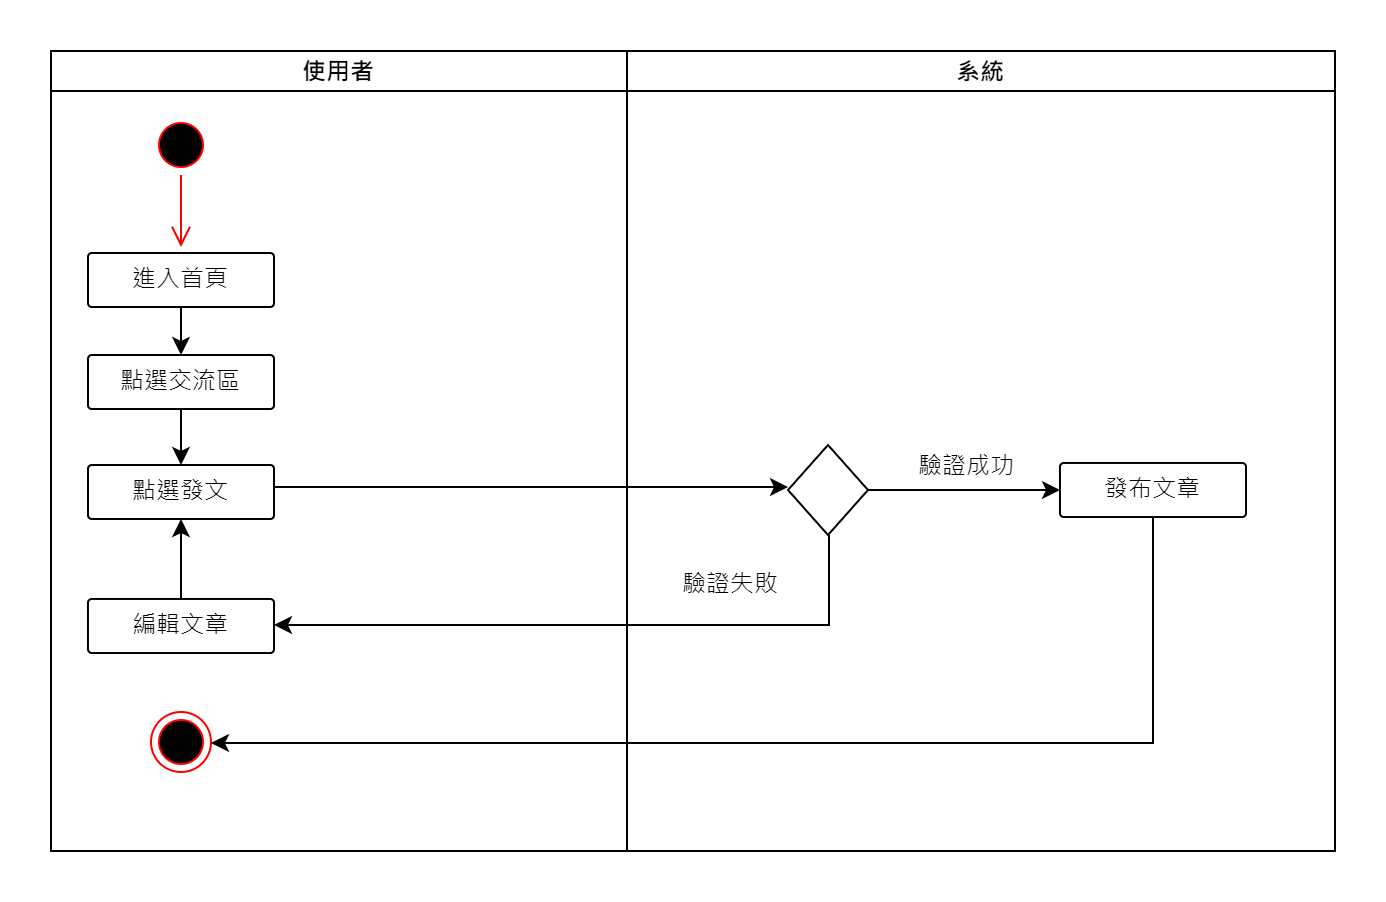 使用者
系統
進入首頁
點選交流區
點選發文
驗證成功
發布文章
驗證失敗
編輯文章